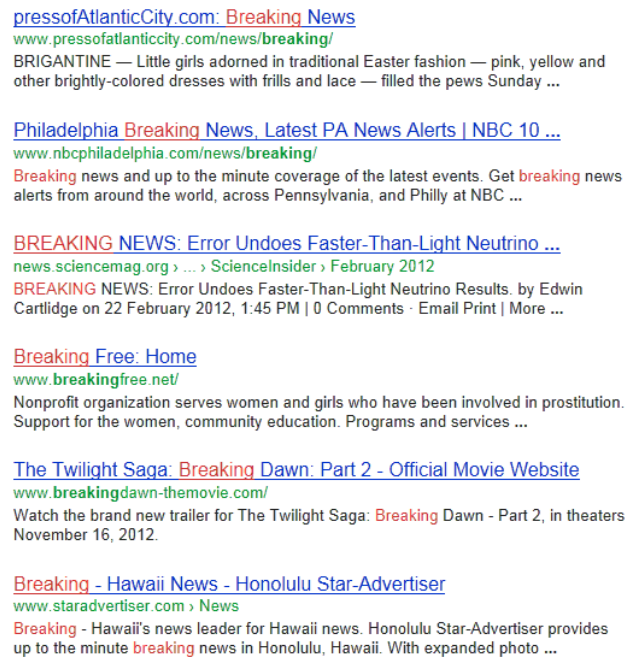 pressofAtlanticCity.com: Breaking News
www.pressofatlanticcity.com/news/breaking/
BRIGANTINE — Little girls adorned in traditional Easter fashion — pink, yellow and
other brightly-colored dresses with frills and lace — filled the pews Sunday ...
Philadelphia Breaking News, Latest PA News Alerts | NBC 10 ...
www.nbcphiladelphia.com/news/breaking/
Breaking news and up to the minute coverage of the latest events. Get breaking news
alerts from around the world, across Pennsylvania, and Philly at NBC ...
BREAKING NEWS: Error Undoes Faster-Than-Light Neutrino ...
news.sciencemag.org › ... › ScienceInsider › February 2012
BREAKING NEWS: Error Undoes Faster-Than-Light Neutrino Results. by Edwin
Cartlidge on 22 February 2012, 1:45 PM | 0 Comments · Email Print | More ...
Breaking Free: Home
www.breakingfree.net/
Nonprofit organization serves women and girls who have been involved in prostitution.
Support for the women, community education. Programs and services ...
The Twilight Saga: Breaking Dawn: Part 2 - Official Movie Website
www.breakingdawn-themovie.com/
Watch the brand new trailer for The Twilight Saga: Breaking Dawn - Part 2, in theaters
November 16, 2012.
Breaking - Hawaii News - Honolulu Star-Advertiser
www.staradvertiser.com › News
Breaking - Hawaii's news leader for Hawaii news. Honolulu Star-Advertiser provides
up to the minute breaking news in Honolulu, Hawaii. With expanded photo ...